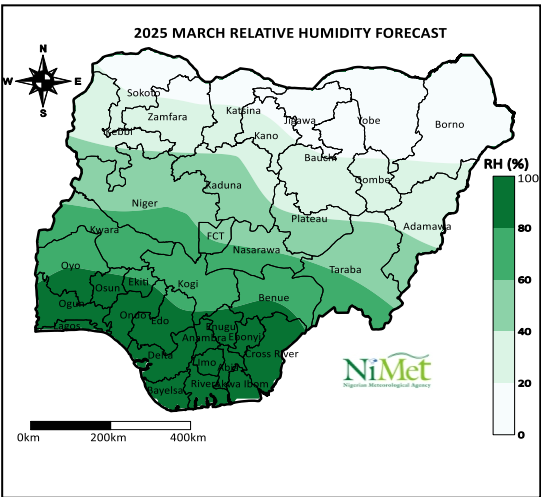 2025 MARCH RELATIVE HUMIDITY FORECAST
N
W E
S
Sokoto
Katsina
Zamfara
Jigawa
Yobe
Borno
Kebbi
Kano
Bauchi
Gombe
Kaduna
Niger
Plateau
Adamawa
Kwara
FCT
Nasarawa
Taraba
Oyo
Kogi
Osun
Ekiti
Benue
Ogun
Ondo
Edo
Lagos
Enugu
Anambra
Ebonyi
Delta
Imo
Abia
Cross River
Bayelsa
Rivers
Akwa Ibom
RH (%)
100
80
60
40
20
0
NiMet
Nigerian Meteorological Agency
0km 200km 400km